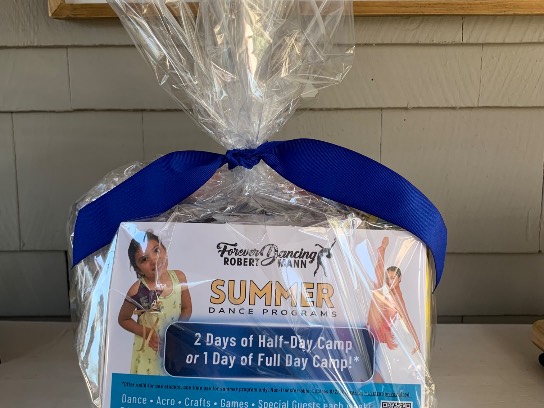 Forever Dancing
ROBERT MANN
SUMMER
DANCE PROGRAMS
2 Days of Half-Day Camp
or 1 Day of Full Day Camp!*
Dance • Acro • Crafts • Games • Special Guests each